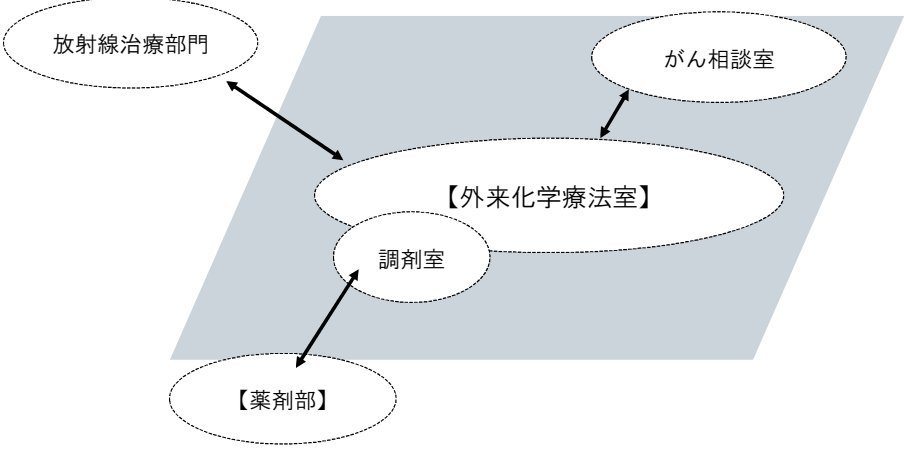 放射線治療部門
がん相談室
【外来化学療法室】
調剤室
【薬剤部】